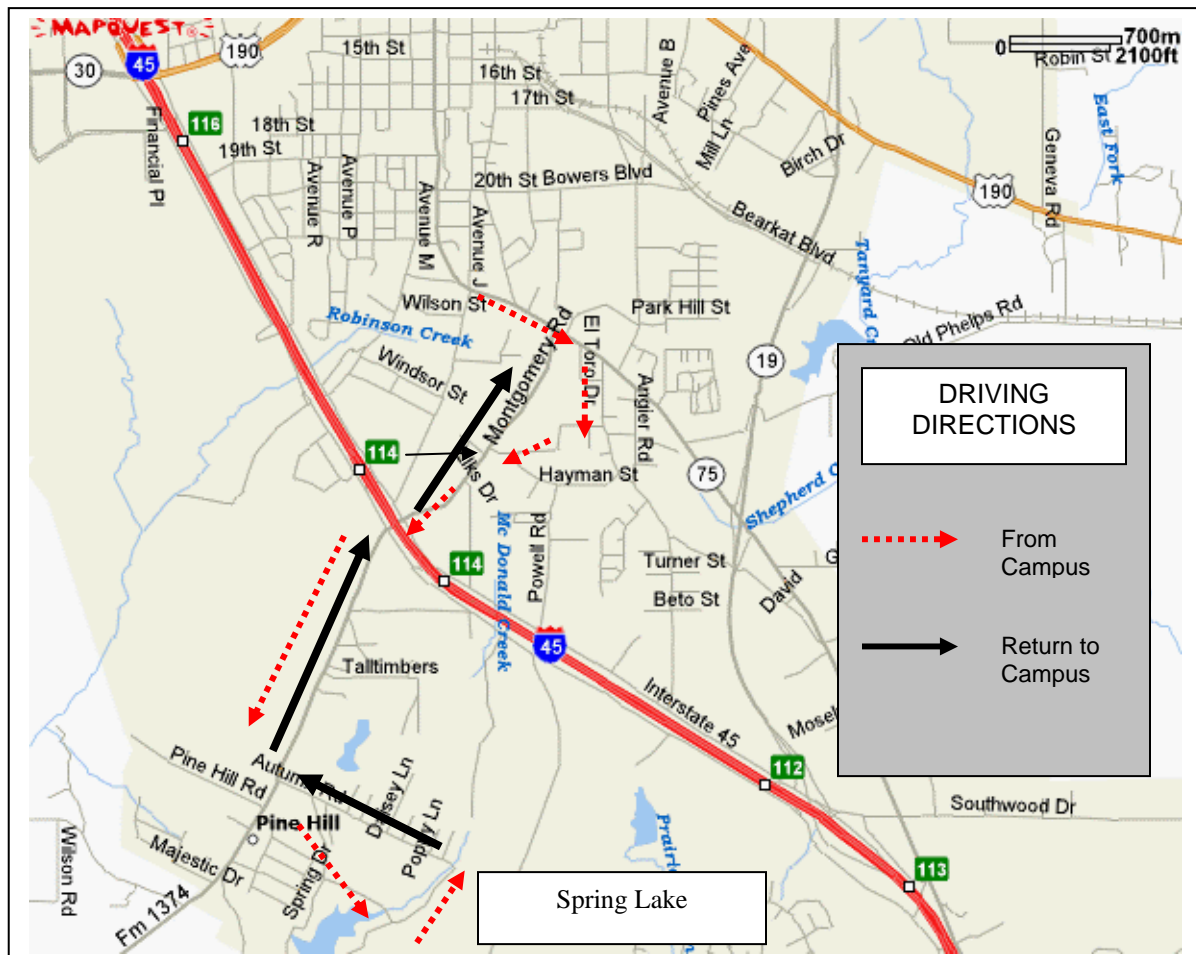 MAPQUEST®
190
15th St
30
45
Avenue B
Pines Ave
0 700m
2100ft
Robin St
16th St
17th St
Financial Pl
116
18th St
19th St
Mill Ln
Birch Dr
Geneva Rd
East Fork
Avenue R
Avenue P
Avenue M
Avenue J
20th St
Bowers Blvd
190
Bearkat Blvd
Tanyard
Wilson St
Park Hill St
Robinson Creek
Old Phelps Rd
Windsor St
Montgomery Rd
El Toro Dr
Angier Rd
19
DRIVING
DIRECTIONS
114
Elks Dr
Hayman St
75
Shepherd
From
Campus
Mc Donald Creek
Powell Rd
114
Turner St
G
Beto St
David
45
Return to
Campus
Talltimbers
Interstate 45
Pine Hill Rd
Daisey Ln
Poppy Ln
112
Southwood Dr
Pine Hill
Wilson Rd
Majestic Dr
Spring Dr
113
Fm 1374
Spring Lake